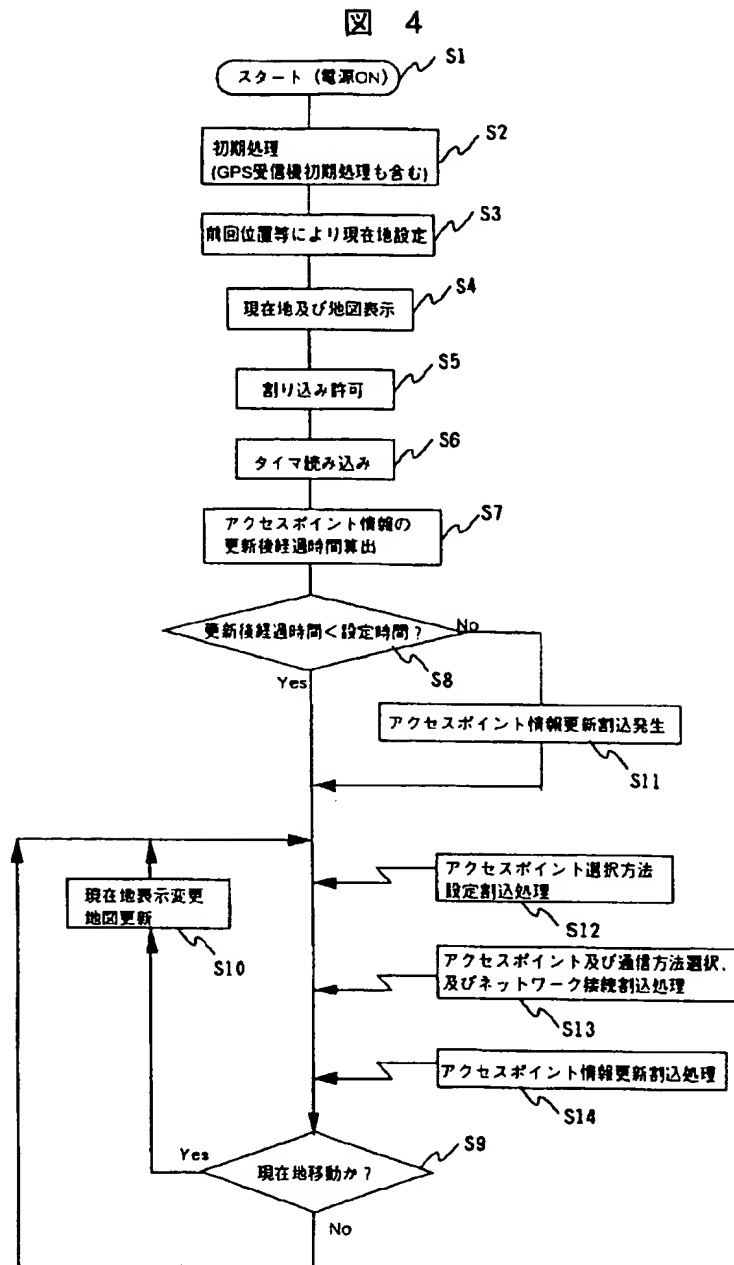 図 4
スタート (電源ON)
S1
初期処理
(GPS受信機初期処理も含む)
S2
前回位置等により現在地設定
S3
現在地及び地図表示
S4
割り込み許可
S5
タイマ読み込み
S6
アクセスポイント情報の
更新後経過時間算出
S7
更新後経過時間<設定時間?
No
S8
Yes
アクセスポイント情報更新割込発生
S11
現在地表示変更
地図更新
S10
アクセスポイント選択方法
設定割込処理
S12
アクセスポイント及び通信方法選択、
及びネットワーク接続割込処理
S13
アクセスポイント情報更新割込処理
S14
Yes
現在地移動か?
S9
No